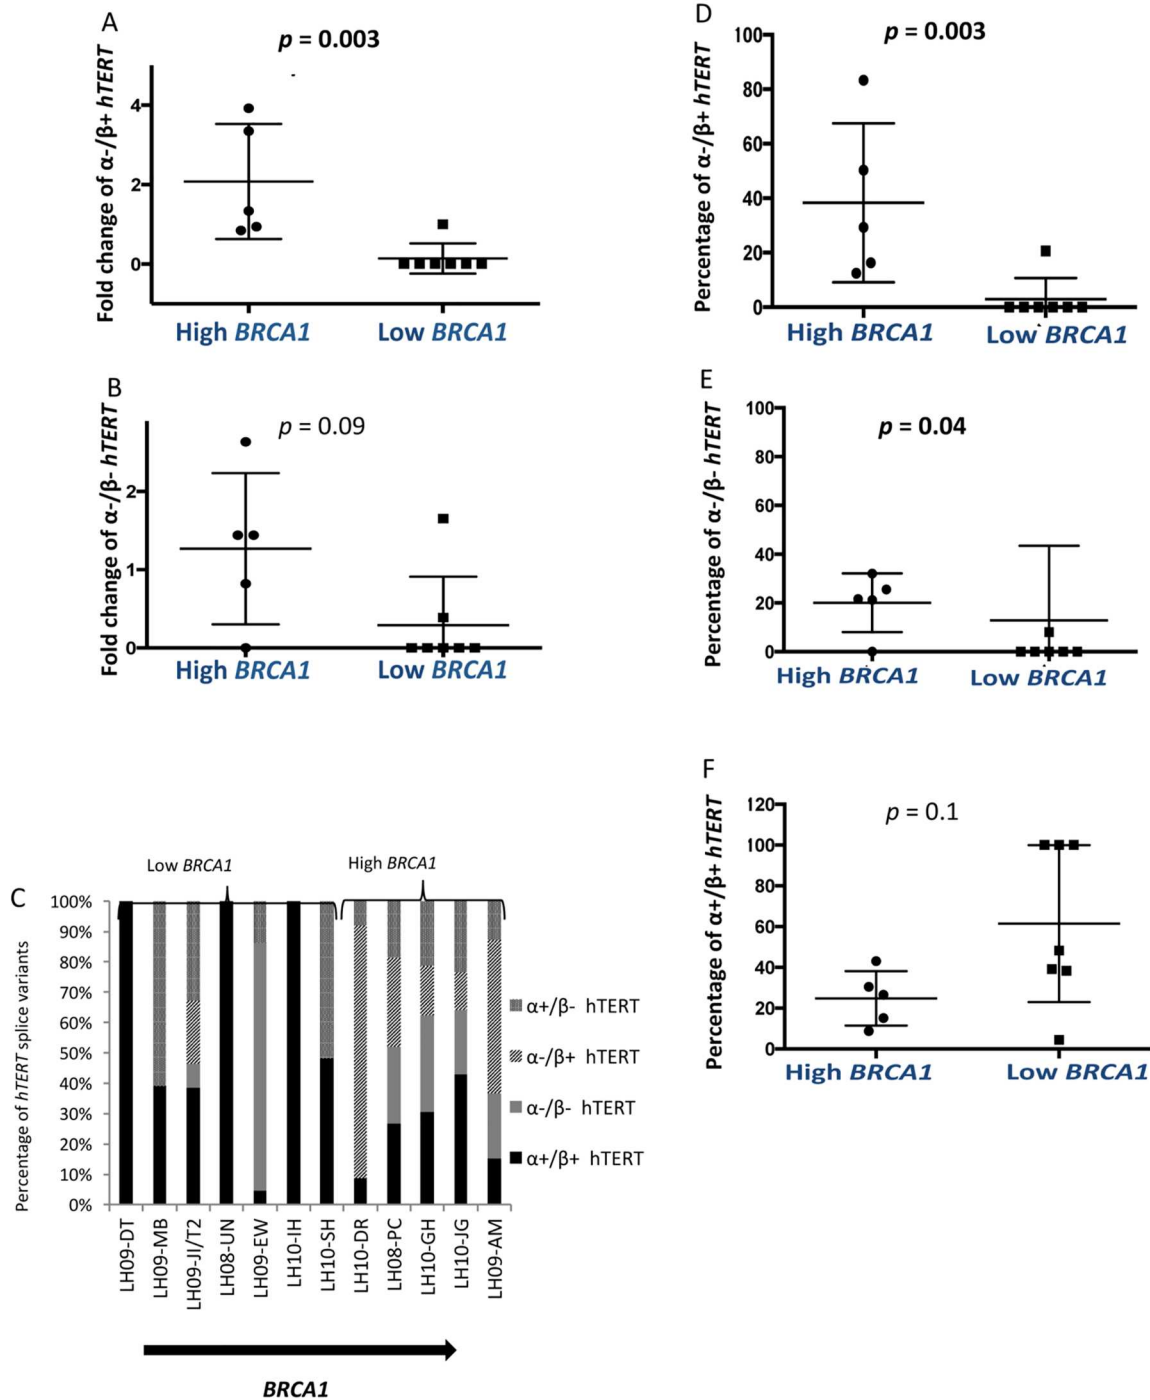 A
p = 0.003
Fold change of α-/β+ hTERT
4
2
0
High BRCA1
Low BRCA1
B
p = 0.09
Fold change of α-/β- hTERT
2
1
0
High BRCA1
Low BRCA1
C
Low BRCA1
High BRCA1
Percentage of hTERT splice variants
100%
90%
80%
70%
60%
50%
40%
30%
20%
10%
0%
LH09-DT
LH09-MB
LH09-JI/T2
LH08-UN
LH09-EW
LH10-IH
LH10-SH
LH10-DR
LH08-PC
LH10-GH
LH10-JG
LH09-AM
α+/β- hTERT
α-/β+ hTERT
α-/β- hTERT
α+/β+ hTERT
BRCA1
D
p = 0.003
Percentage of α-/β+ hTERT
100
80
60
40
20
0
High BRCA1
Low BRCA1
E
p = 0.04
Percentage of α-/β- hTERT
100
80
60
40
20
0
High BRCA1
Low BRCA1
F
p = 0.1
Percentage of α+/β+ hTERT
120
100
80
60
40
20
0
High BRCA1
Low BRCA1